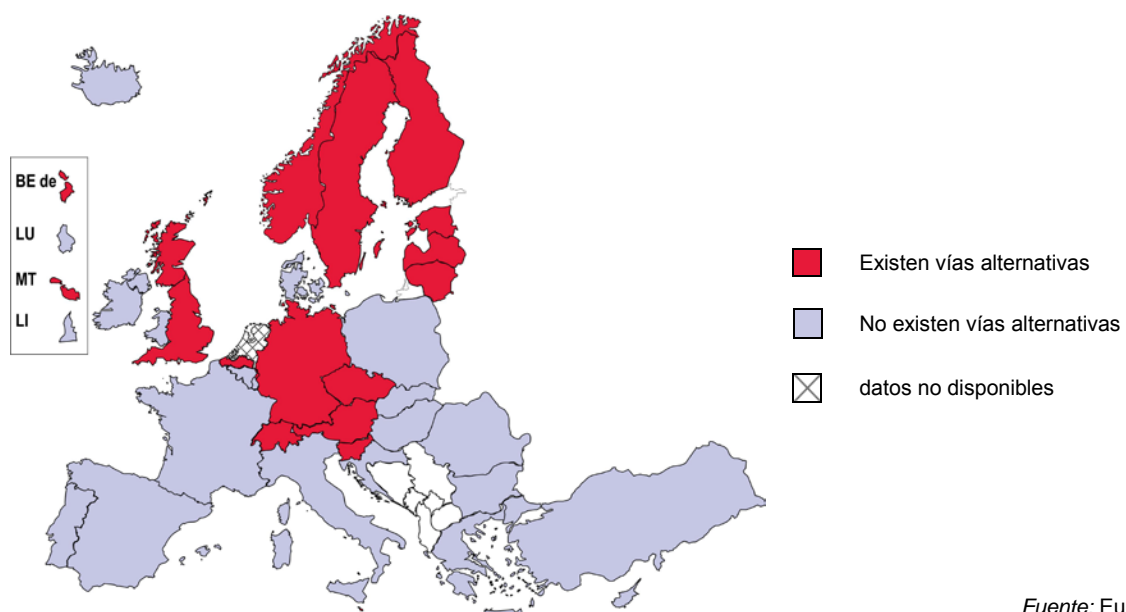 BE de
LU
MT
LI
Existen vías alternativas
No existen vías alternativas
datos no disponibles
Fuente: Eu